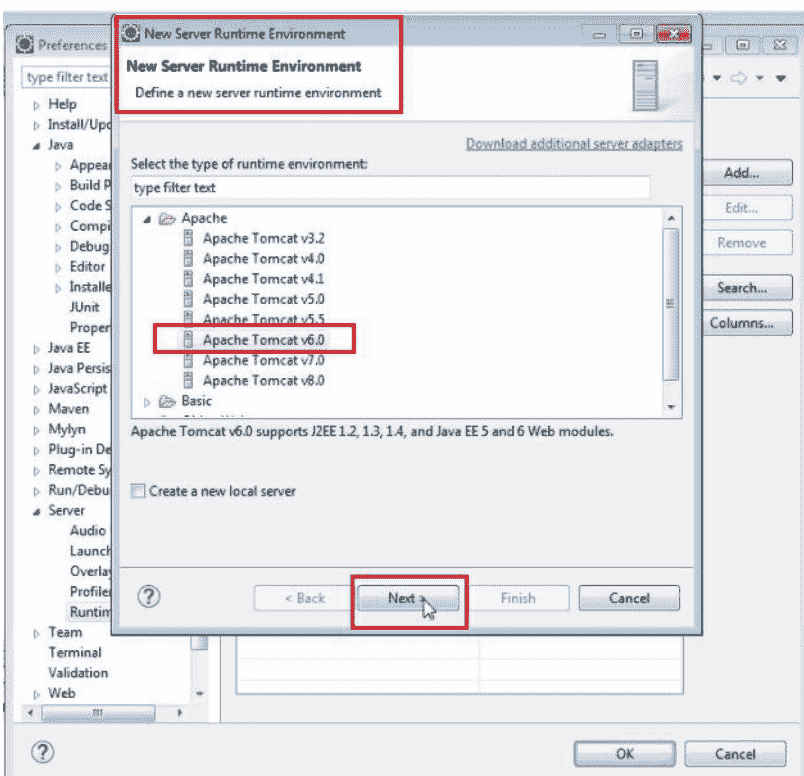 Preferences
type filter text
Help
Install/Upd
Java
Appear
Build P
Code S
Compi
Debug
Editor
Installe
JUnit
Proper
Java EE
Java Persis
JavaScript
Maven
Mylyn
Plug-in De
Remote Sy
Run/Debu
Server
Audio
Launch
Overlay
Profiler
Runtim
Team
Terminal
Validation
Web
New Server Runtime Environment
New Server Runtime Environment
Define a new server runtime environment
Download additional server adapters
Select the type of runtime environment:
type filter text
Apache
Apache Tomcat v3.2
Apache Tomcat v4.0
Apache Tomcat v4.1
Apache Tomcat v5.0
Apache Tomcat v5.5
Apache Tomcat v6.0
Apache Tomcat v7.0
Apache Tomcat v8.0
Basic
Apache Tomcat v6.0 supports J2EE 1.2, 1.3, 1.4, and Java EE 5 and 6 Web modules.
Create a new local server
? < Back Next > Finish Cancel
Add...
Edit...
Remove
Search...
Columns...
? OK Cancel